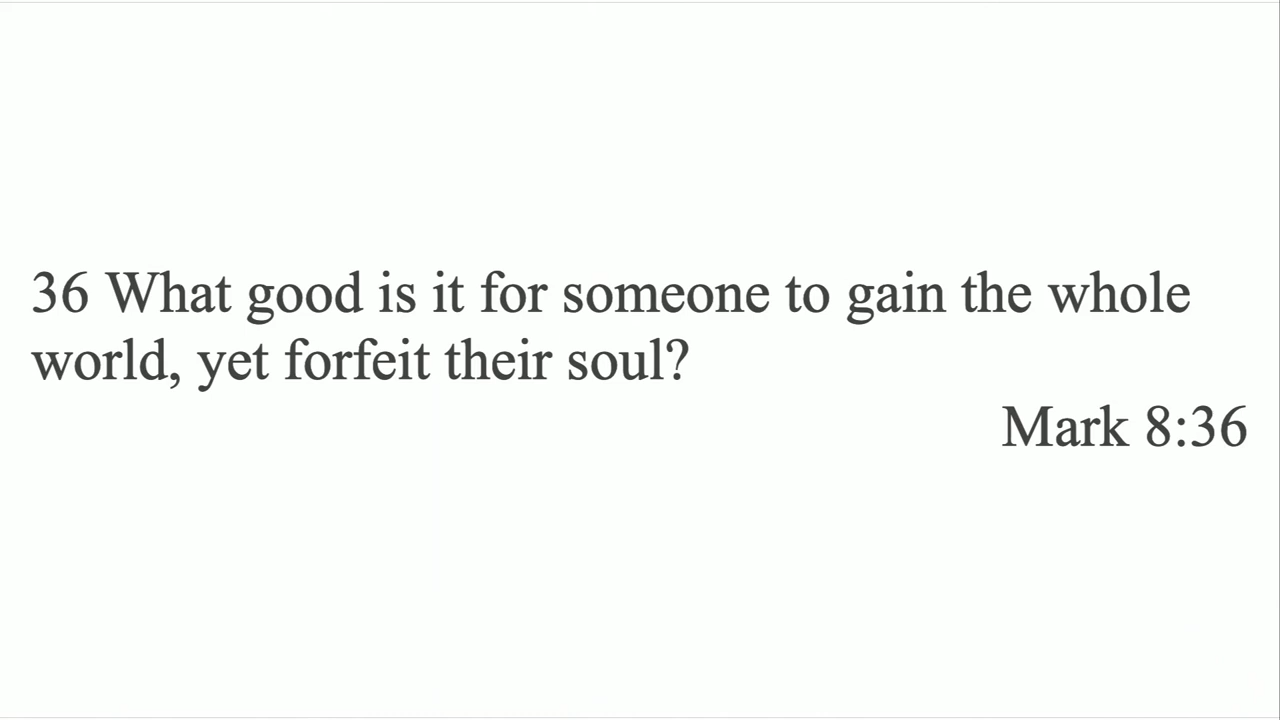 36 What good is it for someone to gain the whole
world, yet forfeit their soul?
Mark 8:36